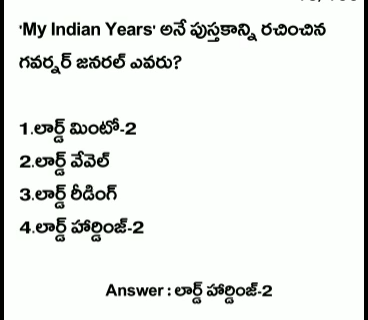 'My Indian Years' అనే పుస్తకాన్ని రచించిన
గవర్నర్ జనరల్ ఎవరు?
1.లార్డ్ మింటో-2
2.లార్డ్ వేవెల్
3.లార్డ్ రీడింగ్
4.లార్డ్ హార్డింజ్-2
Answer : లార్డ్ హార్డింజ్-2